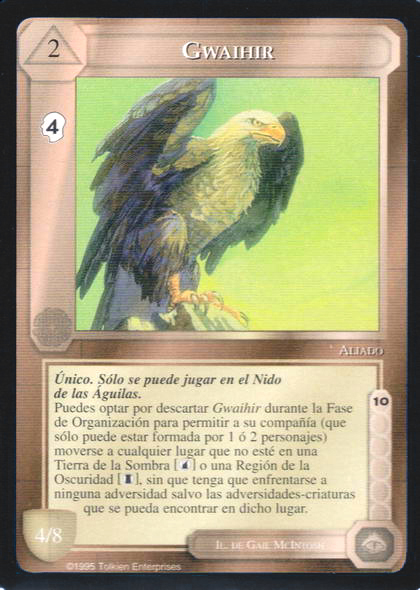 2
GWAIHIR
4
ALIADO
Único. Sólo se puede jugar en el Nido
de las Águilas.
Puedes optar por descartar Gwaihir durante la Fase
de Organización para permitir a su compañía (que
sólo puede estar formada por 1 ó 2 personajes)
moverse a cualquier lugar que no esté en una
Tierra de la Sombra [ ] o una Región de la
Oscuridad [ ], sin que tenga que enfrentarse a
ninguna adversidad salvo las adversidades-criaturas
que se pueda encontrar en dicho lugar.
10
4/8
IL. DE GAIL MCINTOSH
©1995 Tolkien Enterprises